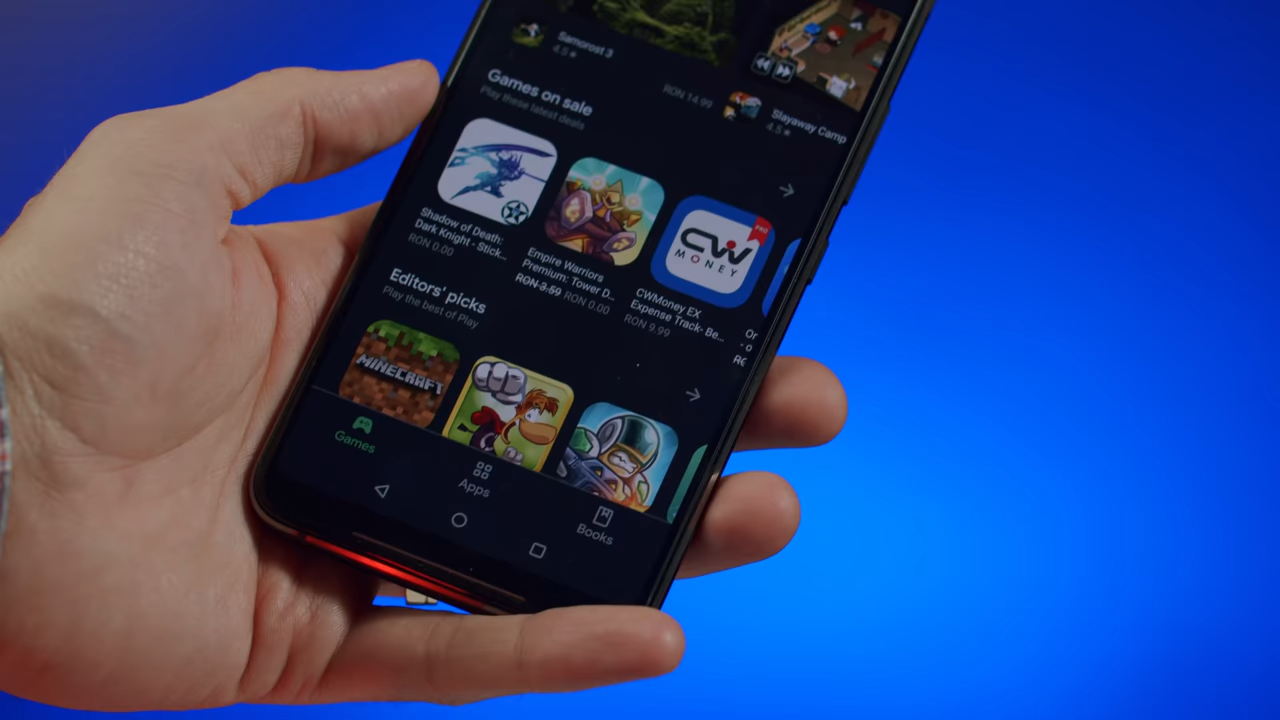 Samorost 3
4.5★
RON 14.99
Slayaway Camp
4.5★
Games on sale
Play these latest deals
Shadow of Death:
Dark Knight - Stick...
RON 0.00
Empire Warriors
Premium: Tower D...
RON 3.59 RON 0.00
PRO
CW
MONEY
CWMoney EX
Expense Track- Be...
RON 9.99
Or
- o
RO
Editors' picks
Play the best of Play
MINECRAFT
Games
Apps
Books